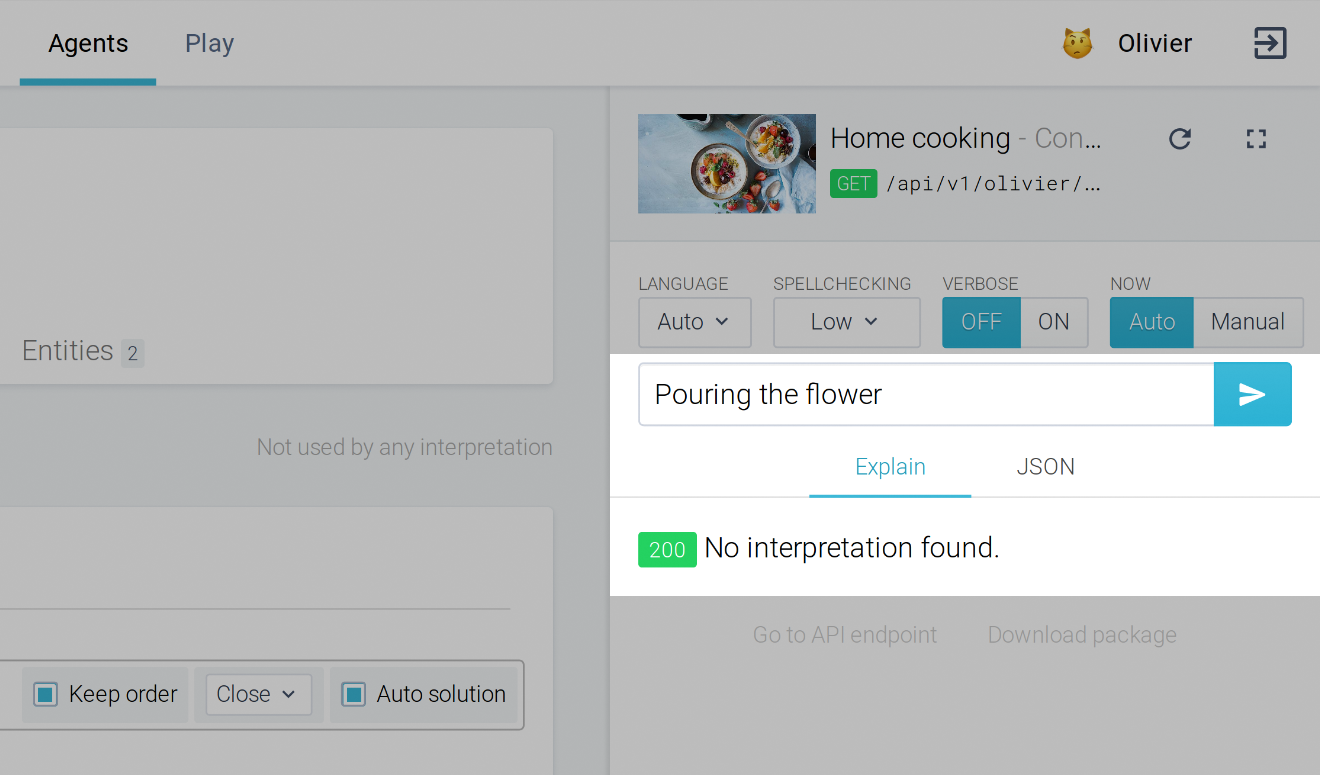 Agents Play Olivier
Home cooking - Con...
GET /api/v1/olivier/...
LANGUAGE SPELLCHECKING VERBOSE NOW
Auto Low OFF ON Auto Manual
Entities 2
Pouring the flower
Not used by any interpretation
Explain JSON
200 No interpretation found.
Go to API endpoint Download package
Keep order Close Auto solution